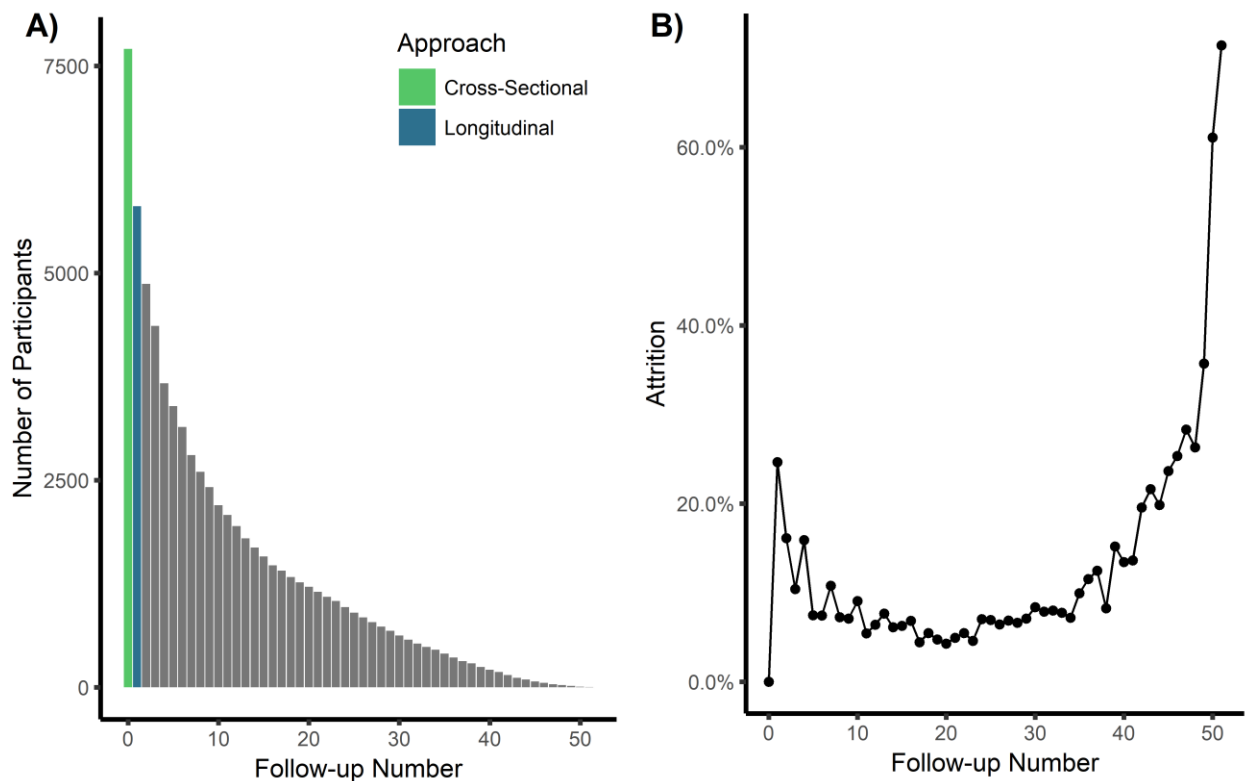 A)
Approach
Cross-Sectional
Longitudinal
Number of Participants
7500
5000
2500
0
0 10 20 30 40 50
Follow-up Number
B)
Attrition
60.0%
40.0%
20.0%
0.0%
0 10 20 30 40 50
Follow-up Number